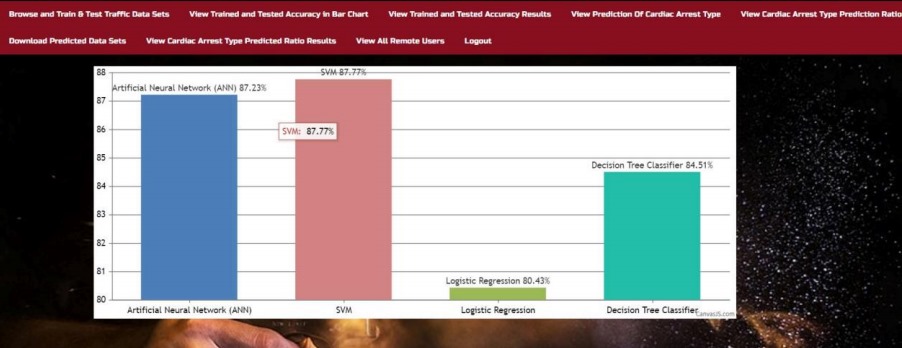 Browse and Train & Test Traffic Data Sets View Trained and Tested Accuracy in Bar Chart View Trained and Tested Accuracy Results View Prediction Of Cardiac Arrest Type View Cardiac Arrest Type Prediction Ratio
Download Predicted Data Sets View Cardiac Arrest Type Predicted Ratio Results View All Remote Users Logout
88
SVM 87.77%
Artificial Neural Network (ANN) 87.23%
87
86
SVM: 87.77%
85
Decision Tree Classifier 84.51%
84
83
82
81
Logistic Regression 80.43%
80
Artificial Neural Network (ANN) SVM Logistic Regression Decision Tree Classifier
CanvasJS.com